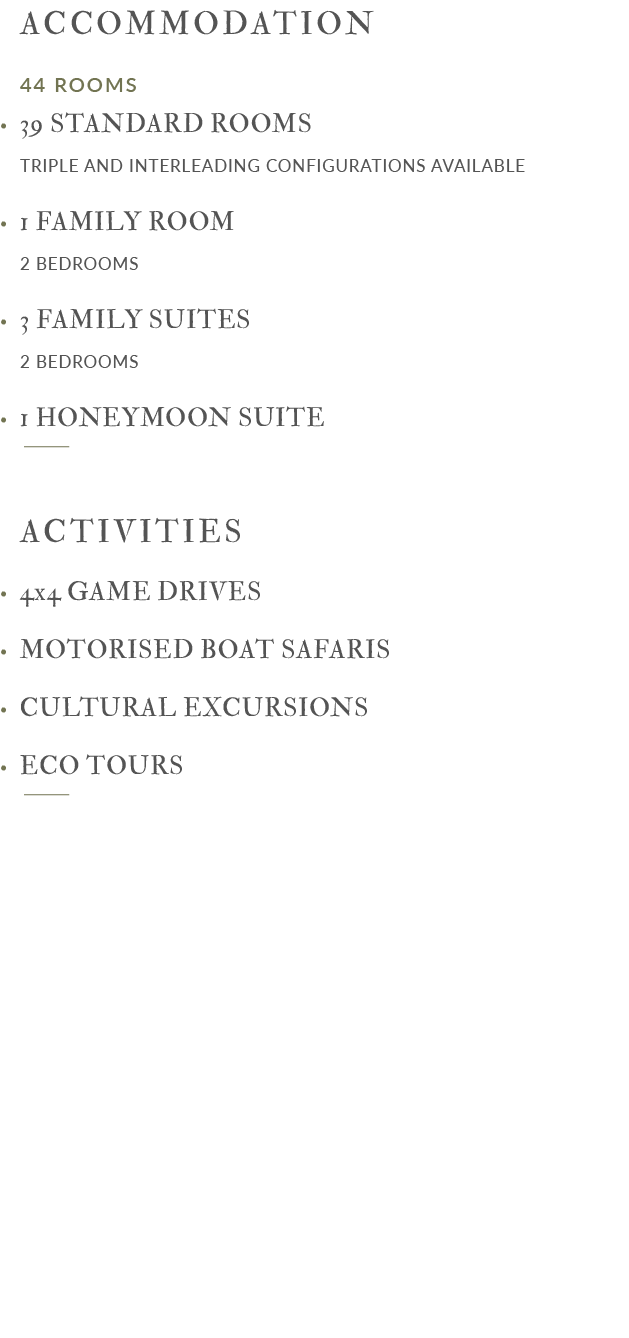 ACCOMMODATION
44 ROOMS
• 39 STANDARD ROOMS
TRIPLE AND INTERLEADING CONFIGURATIONS AVAILABLE
• 1 FAMILY ROOM
2 BEDROOMS
• 3 FAMILY SUITES
2 BEDROOMS
• 1 HONEYMOON SUITE
ACTIVITIES
• 4x4 GAME DRIVES
• MOTORISED BOAT SAFARIS
• CULTURAL EXCURSIONS
• ECO TOURS